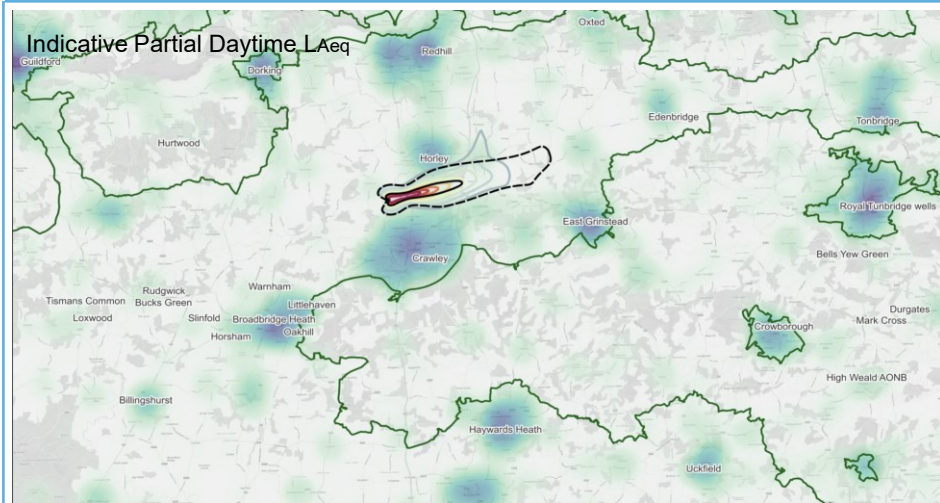 Indicative Partial Daytime LAeq
Oxted
Redhill
Guildford
Dorking
Edenbridge
Tonbridge
Hurtwood
Horley
Royal Tunbridge wells
East Grinstead
Bells Yew Green
Crawley
Warnham
Rudgwick
Tismans Common
Bucks Green
Littlehaven
Loxwood
Slinfold
Broadbridge Heath
Durgates
Mark Cross
Crowborough
Horsham
Oakhill
High Weald AONB
Billingshurst
Haywards Heath
Uckfield